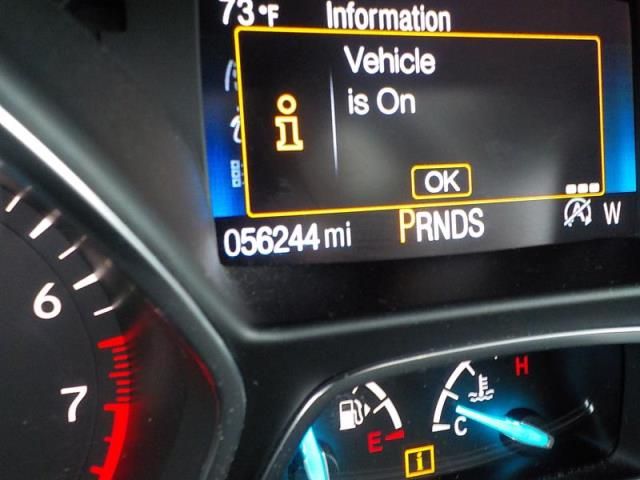 73°F Information
Vehicle
is On
i
OK
056244 mi PRNDS A W
6
7
H
E C
i